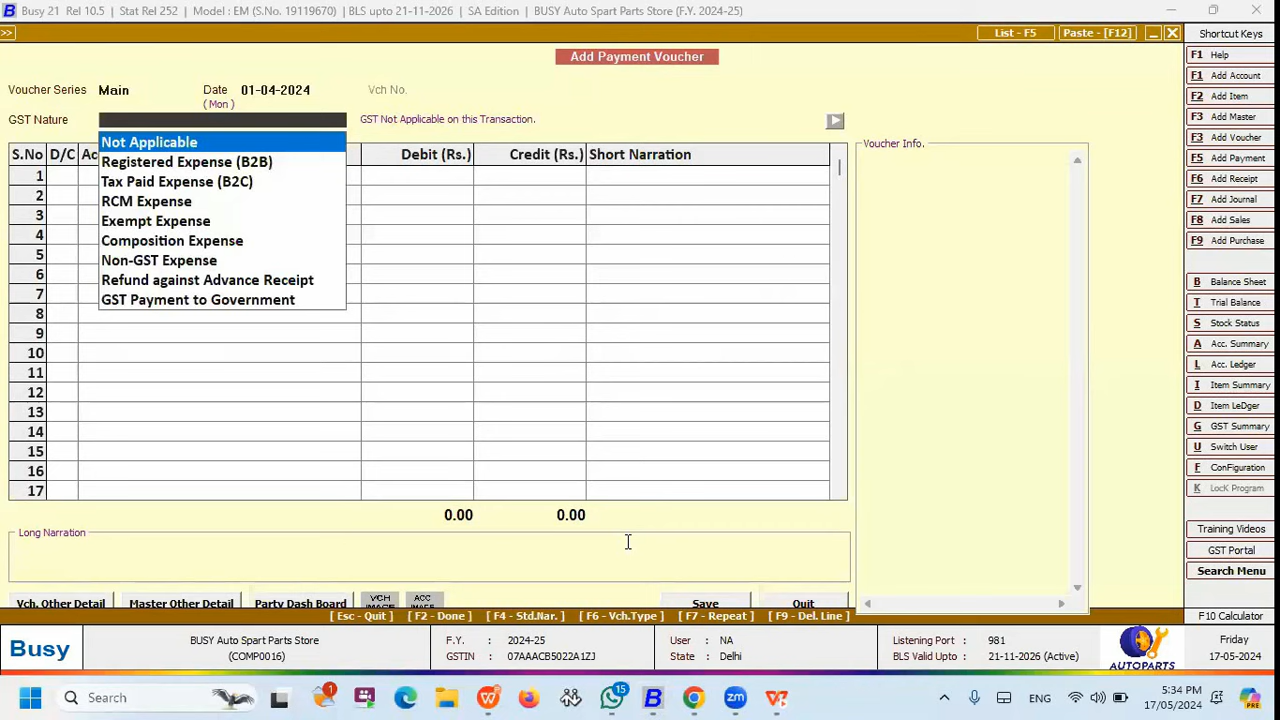 Busy 21 Rel 10.5 | Stat Rel 252 | Model : EM (S.No. 19119670) | BLS upto 21-11-2026 | SA Edition | BUSY Auto Spart Parts Store (F.Y. 2024-25)
>> List - F5 Paste - [F12] Shortcut Keys
Add Payment Voucher
Voucher Series Main Date 01-04-2024 Vch No.
( Mon )
GST Nature GST Not Applicable on this Transaction.
Not Applicable
Registered Expense (B2B)
Tax Paid Expense (B2C)
RCM Expense
Exempt Expense
Composition Expense
Non-GST Expense
Refund against Advance Receipt
GST Payment to Government
S.No D/C Ac Debit (Rs.) Credit (Rs.) Short Narration
1
2
3
4
5
6
7
8
9
10
11
12
13
14
15
16
17
0.00 0.00
Voucher Info.
Long Narration
Vch. Other Detail Master Other Detail Party Dash Board VCH IMAGE ACC IMAGE Save Quit
[ Esc - Quit ] [ F2 - Done ] [ F4 - Std.Nar. ] [ F6 - Vch.Type ] [ F7 - Repeat ] [ F9 - Del. Line ]
F1 Help
F1 Add Account
F2 Add Item
F3 Add Master
F3 Add Voucher
F5 Add Payment
F6 Add Receipt
F7 Add Journal
F8 Add Sales
F9 Add Purchase
B Balance Sheet
T Trial Balance
S Stock Status
A Acc. Summary
L Acc. Ledger
I Item Summary
D Item LeDger
G GST Summary
U Switch User
F ConFiguration
K LocK Program
Training Videos
GST Portal
Search Menu
F10 Calculator
Busy
BUSY Auto Spart Parts Store
(COMP0016)
F.Y. : 2024-25
GSTIN : 07AAACB5022A1ZJ
User : NA
State : Delhi
Listening Port : 981
BLS Valid Upto : 21-11-2026 (Active)
AUTOPARTS
Friday
17-05-2024
Search 1 15 ENG 5:34 PM
17/05/2024
PRE